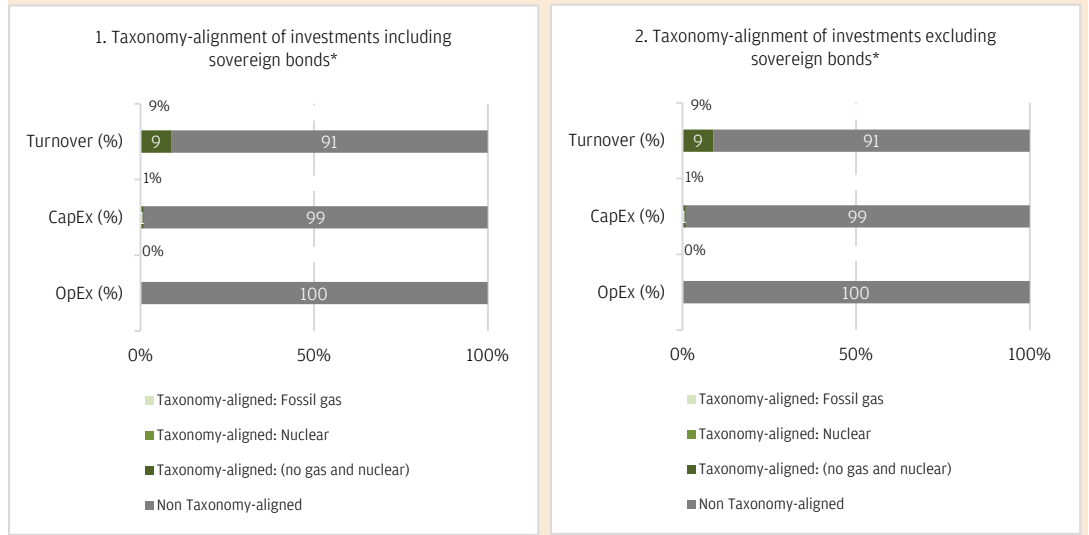 1. Taxonomy-alignment of investments including
sovereign bonds*
9%
Turnover (%)
9
91
1%
CapEx (%)
1
99
0%
OpEx (%)
100
0%
50%
100%
Taxonomy-aligned: Fossil gas
Taxonomy-aligned: Nuclear
Taxonomy-aligned: (no gas and nuclear)
Non Taxonomy-aligned
2. Taxonomy-alignment of investments excluding
sovereign bonds*
9%
Turnover (%)
9
91
1%
CapEx (%)
1
99
0%
OpEx (%)
100
0%
50%
100%
Taxonomy-aligned: Fossil gas
Taxonomy-aligned: Nuclear
Taxonomy-aligned: (no gas and nuclear)
Non Taxonomy-aligned